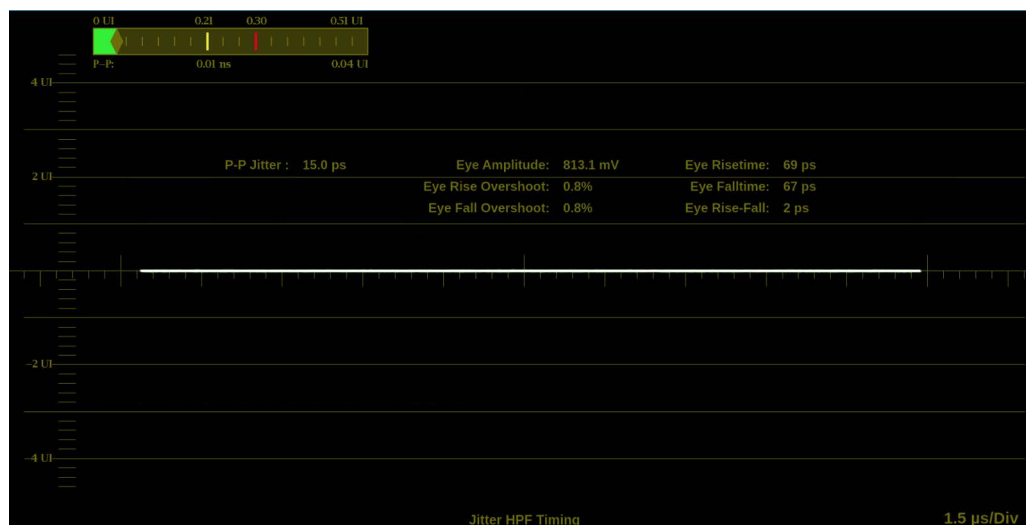 0 UI 0.21 0.30 0.51 UI
P-P: 0.01 ns 0.04 UI
4 UI
P-P Jitter : 15.0 ps Eye Amplitude: 813.1 mV Eye Risetime: 69 ps
2 UI
Eye Rise Overshoot: 0.8% Eye Falltime: 67 ps
Eye Fall Overshoot: 0.8% Eye Rise-Fall: 2 ps
-2 UI
-4 UI
Jitter HPF Timing 1.5 µs/Div